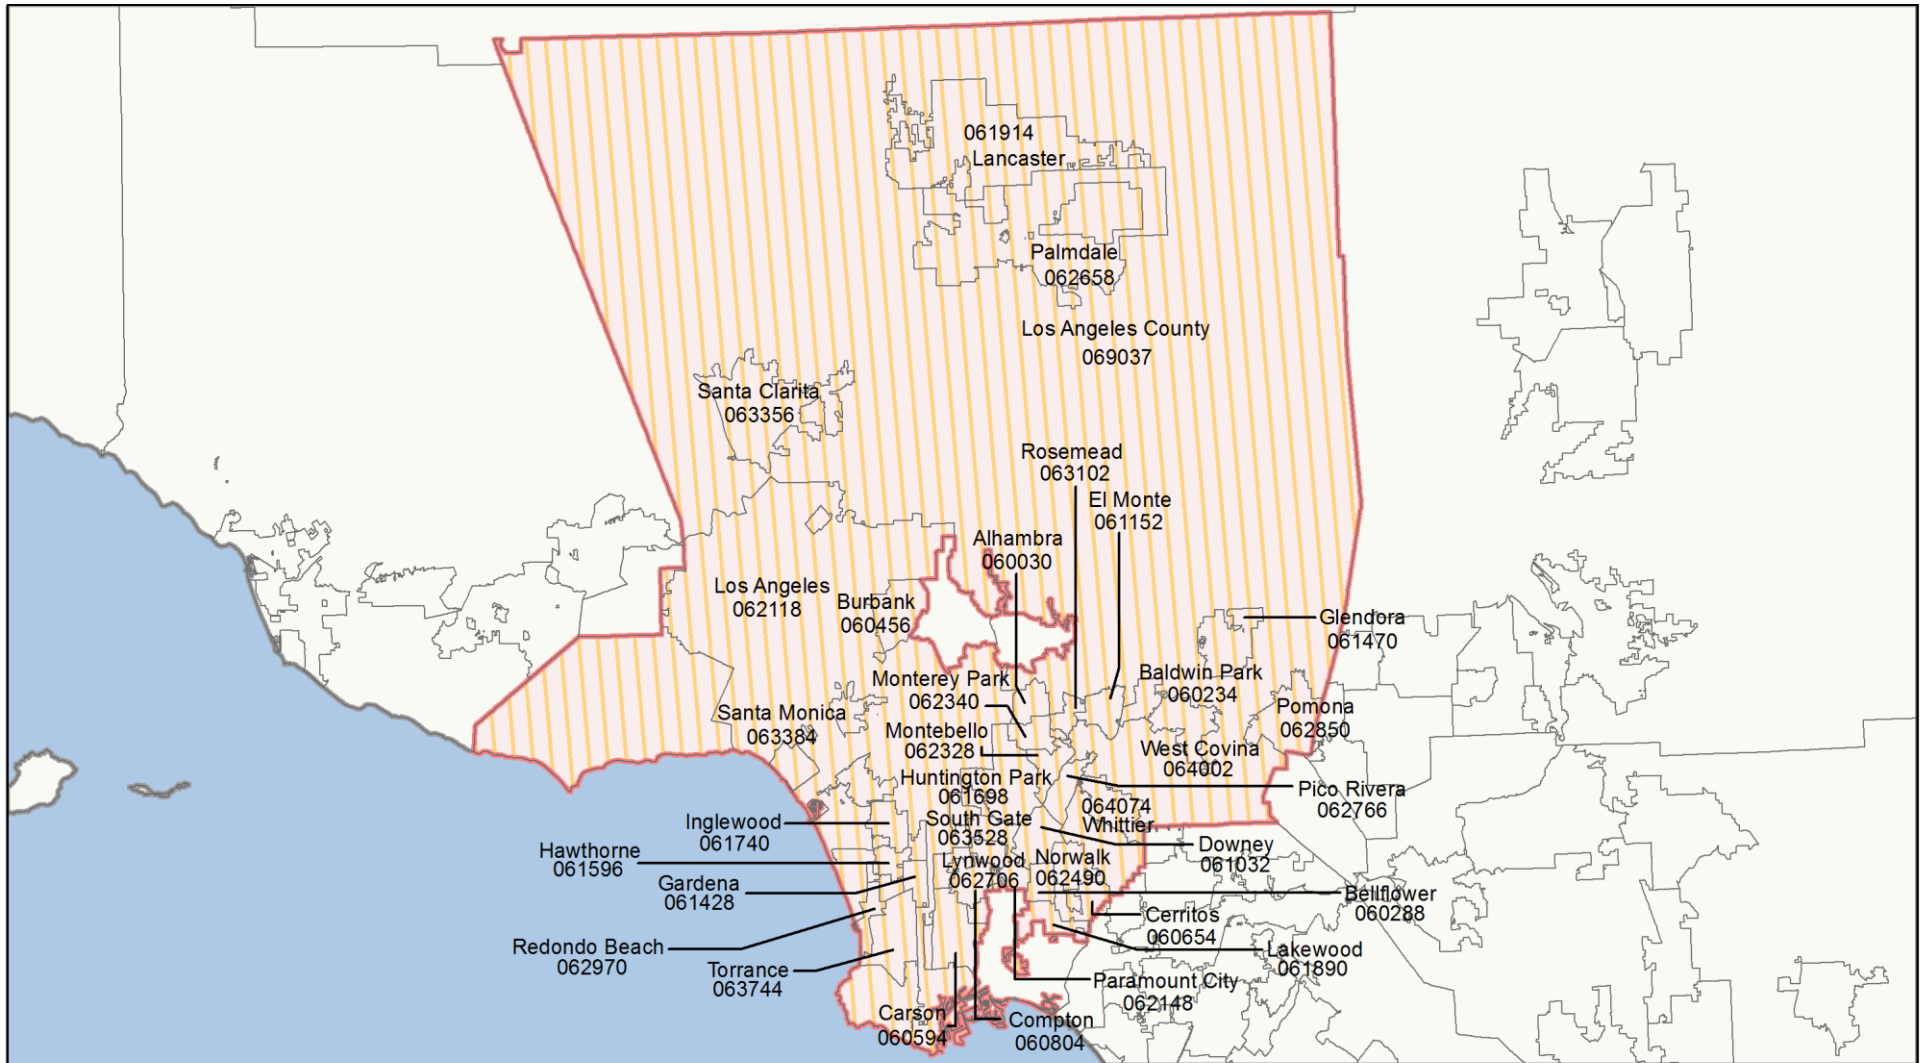 061914
Lancaster
Palmdale
062658
Los Angeles County
069037
Santa Clarita
063356
Rosemead
063102
El Monte
061152
Alhambra
060030
Los Angeles
062118
Burbank
060456
Glendora
061470
Monterey Park
062340
Baldwin Park
060234
Santa Monica
063384
Pomona
062850
Montebello
062328
West Covina
064002
Huntington Park
061698
Pico Rivera
062766
064074
Whittier
Inglewood
061740
South Gate
063528
Hawthorne
061596
Lynwood
062706
Norwalk
062490
Downey
061032
Gardena
061428
Bellflower
060288
Cerritos
060654
Redondo Beach
062970
Lakewood
061890
Torrance
063744
Paramount City
062148
Carson
060594
Compton
060804